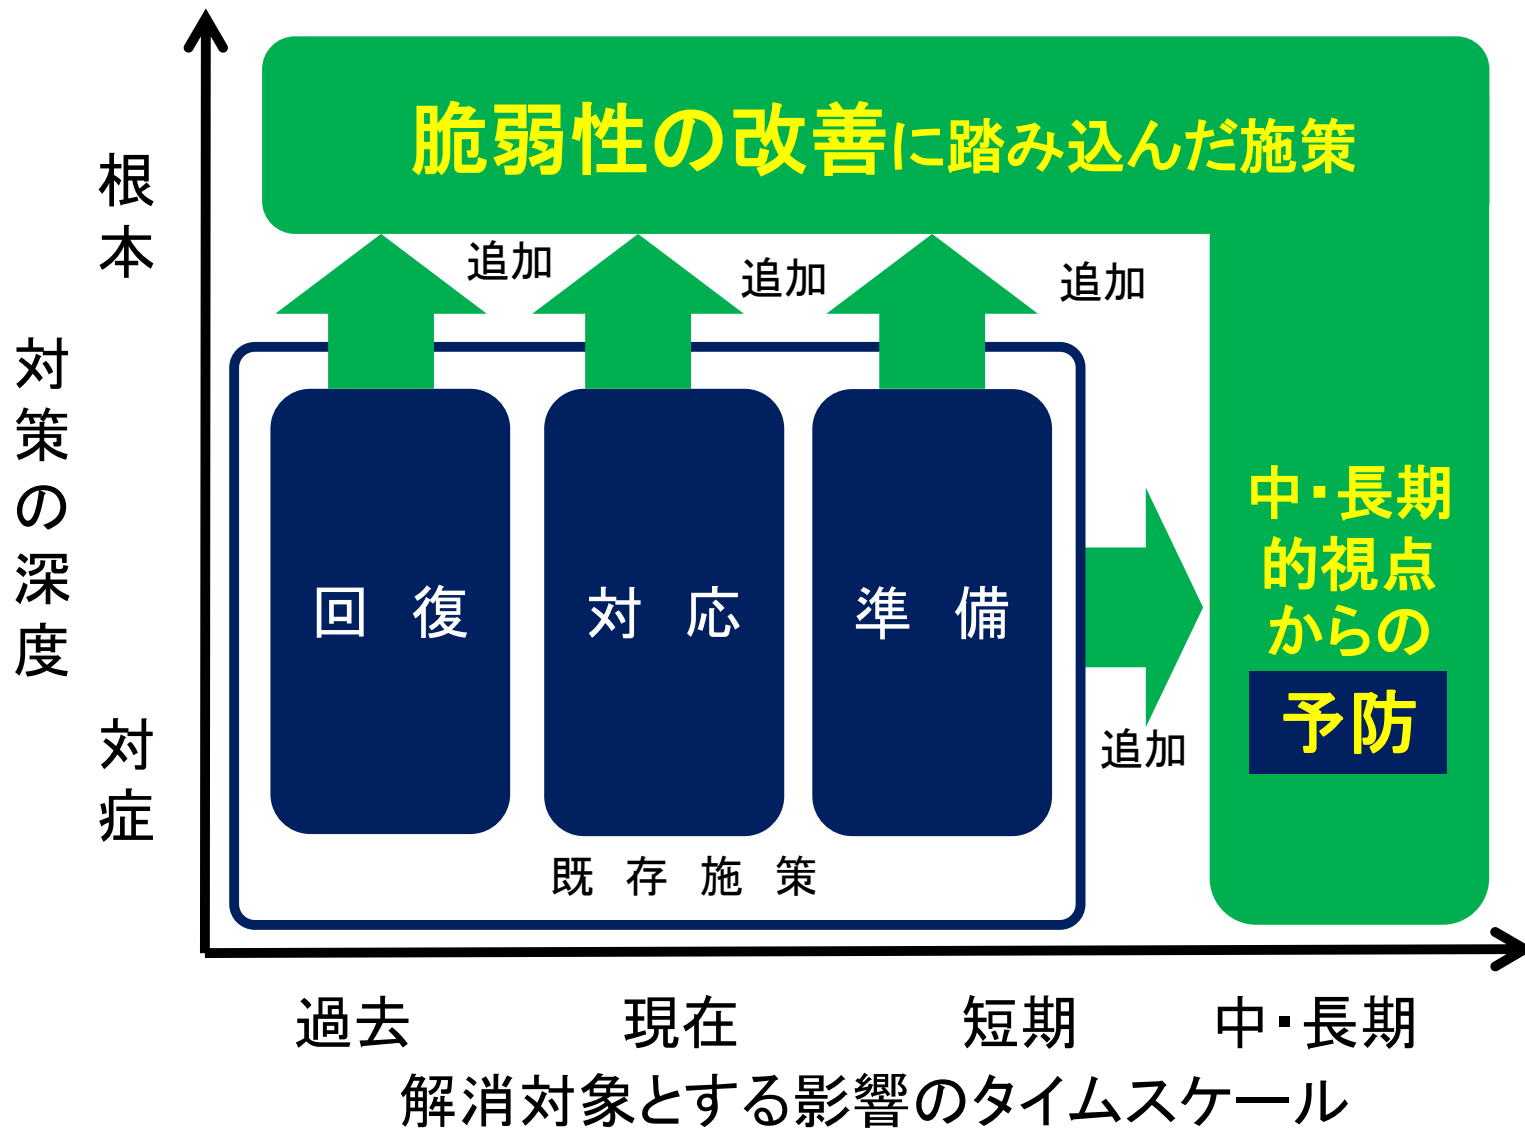 脆弱性の改善に踏み込んだ施策
根本
追加
追加
追加
対策の深度
中・長期
的視点
からの
予防
回復
対応
準備
対症
追加
既存施策
過去
現在
短期
中・長期
解消対象とする影響のタイムスケール